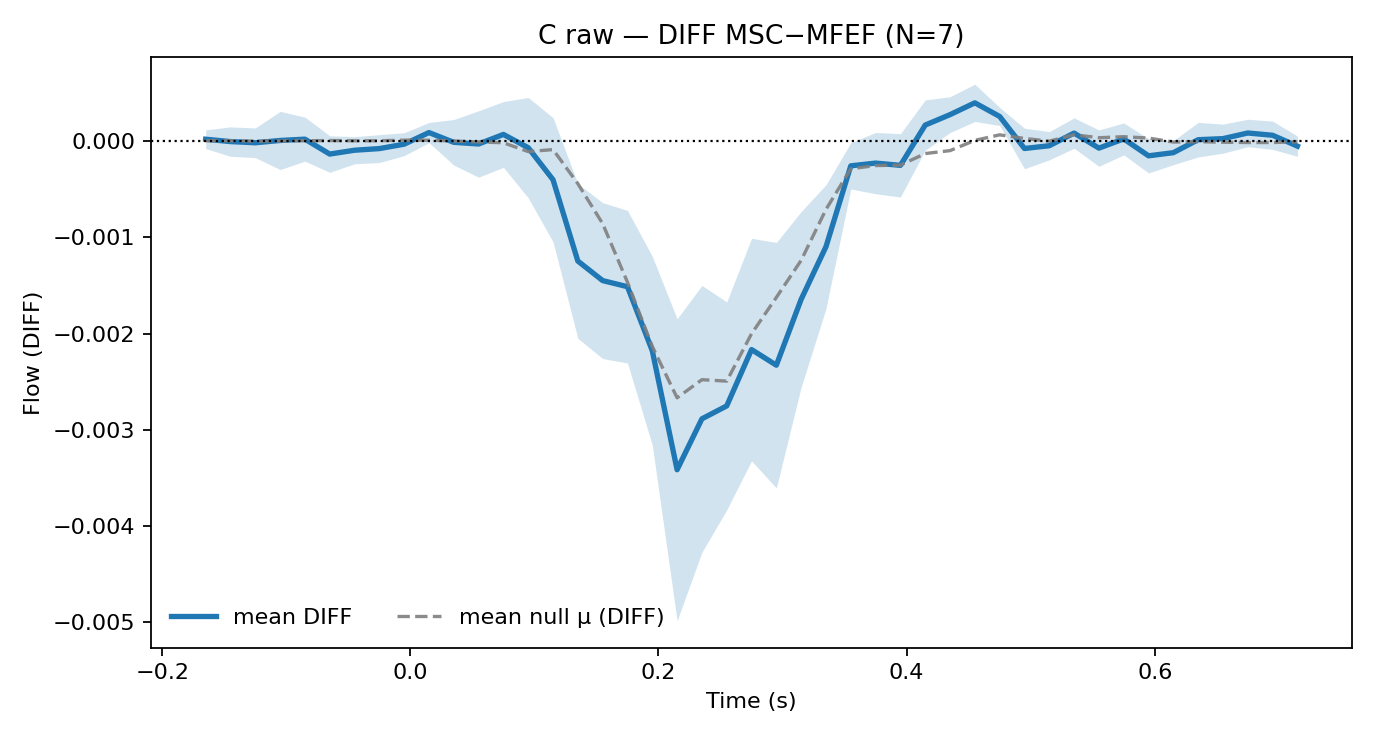 C raw — DIFF MSC−MFEF (N=7)
Flow (DIFF)
0.000
−0.001
−0.002
−0.003
−0.004
−0.005
mean DIFF
mean null μ (DIFF)
−0.2
0.0
0.2
0.4
0.6
Time (s)